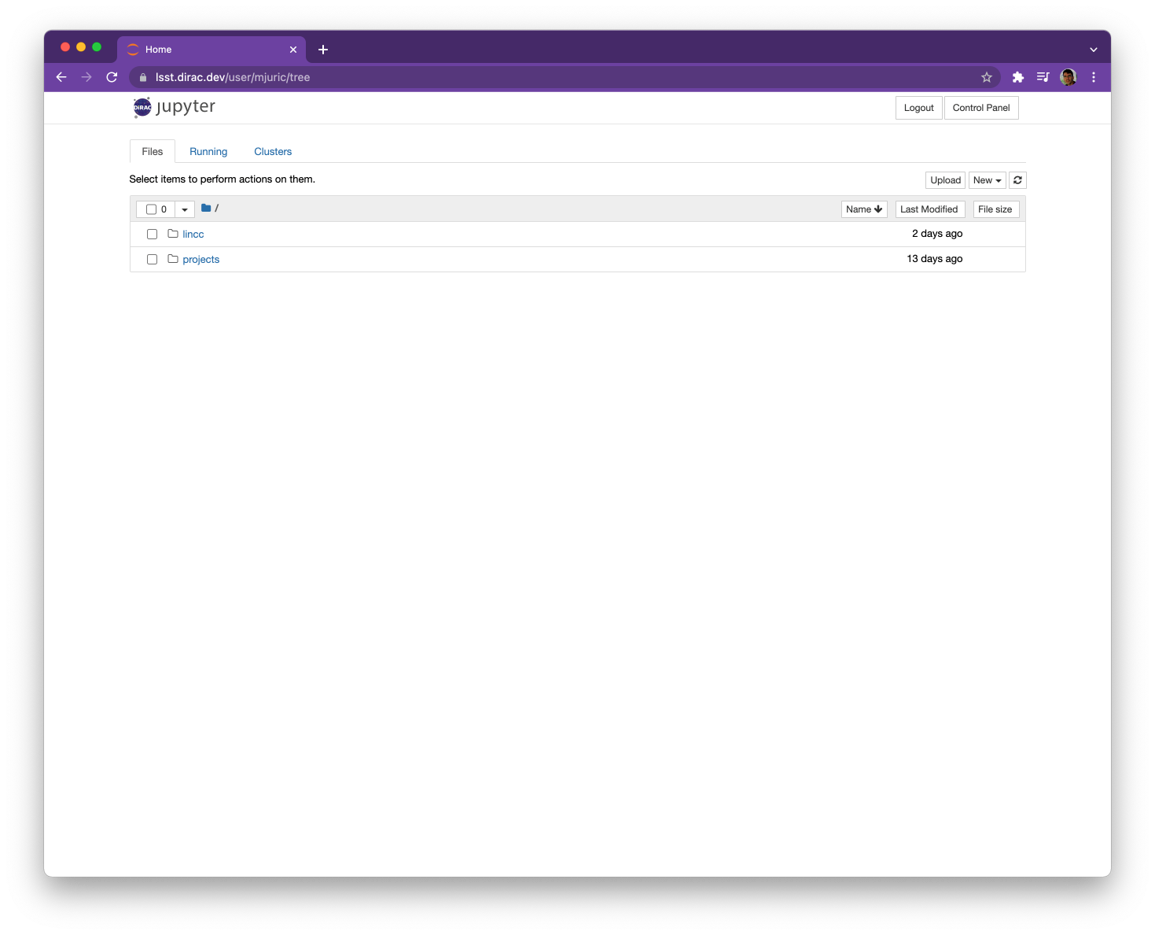 Home
lsst.dirac.dev/user/mjuric/tree
DIRAC jupyter Logout Control Panel
Files Running Clusters
Select items to perform actions on them. Upload New
0 / Name Last Modified File size
lincc 2 days ago
projects 13 days ago